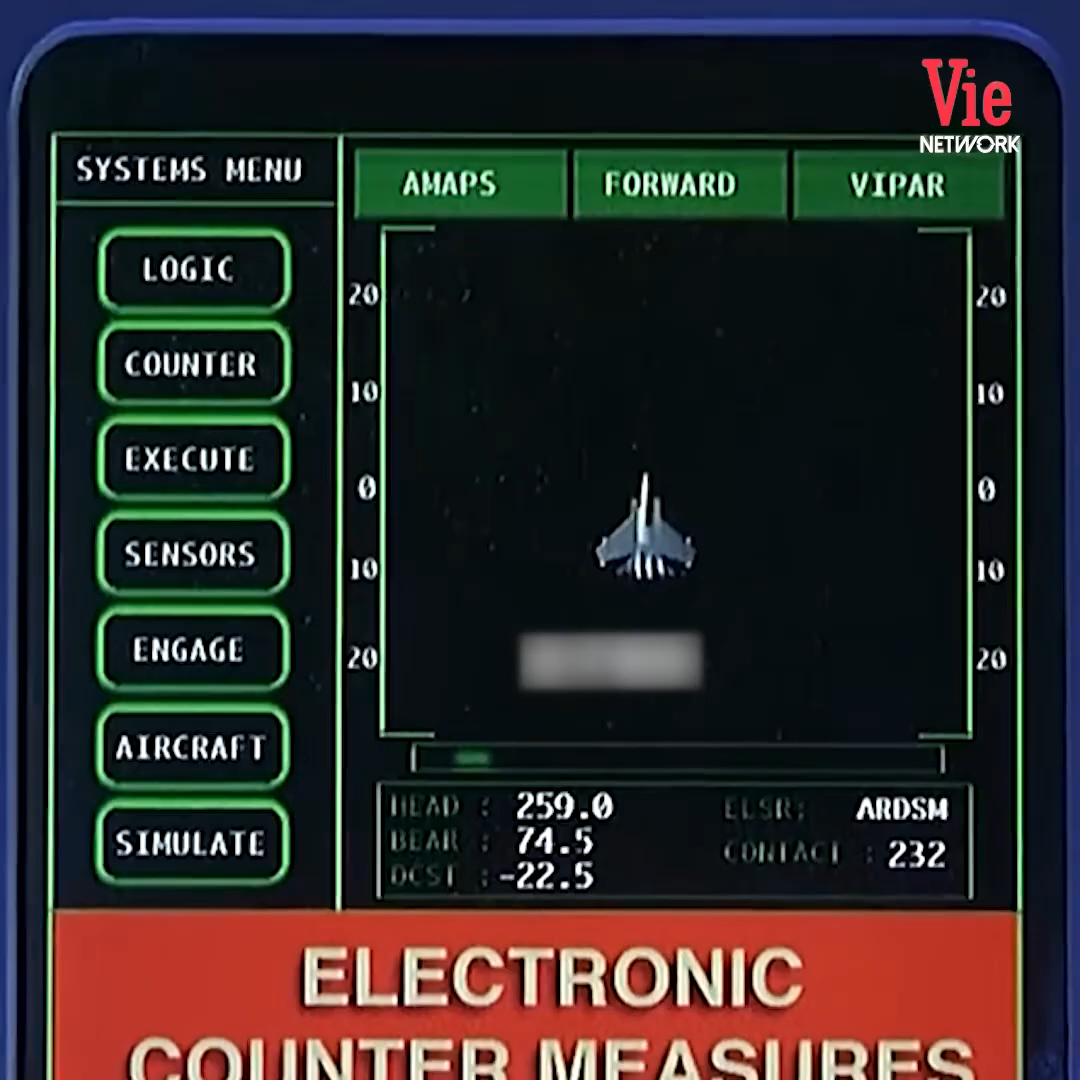 Vie
NETWORK
SYSTEMS MENU
AMAPS
FORWARD
VIPAR
LOGIC
COUNTER
EXECUTE
SENSORS
ENGAGE
AIRCRAFT
SIMULATE
20
20
10
10
0
0
10
10
20
20
HEAD : 259.0
BEAR : 74.5
DCST :-22.5
ELSR: ARDSM
CONTACT : 232
ELECTRONIC
COUNTER MEASURES